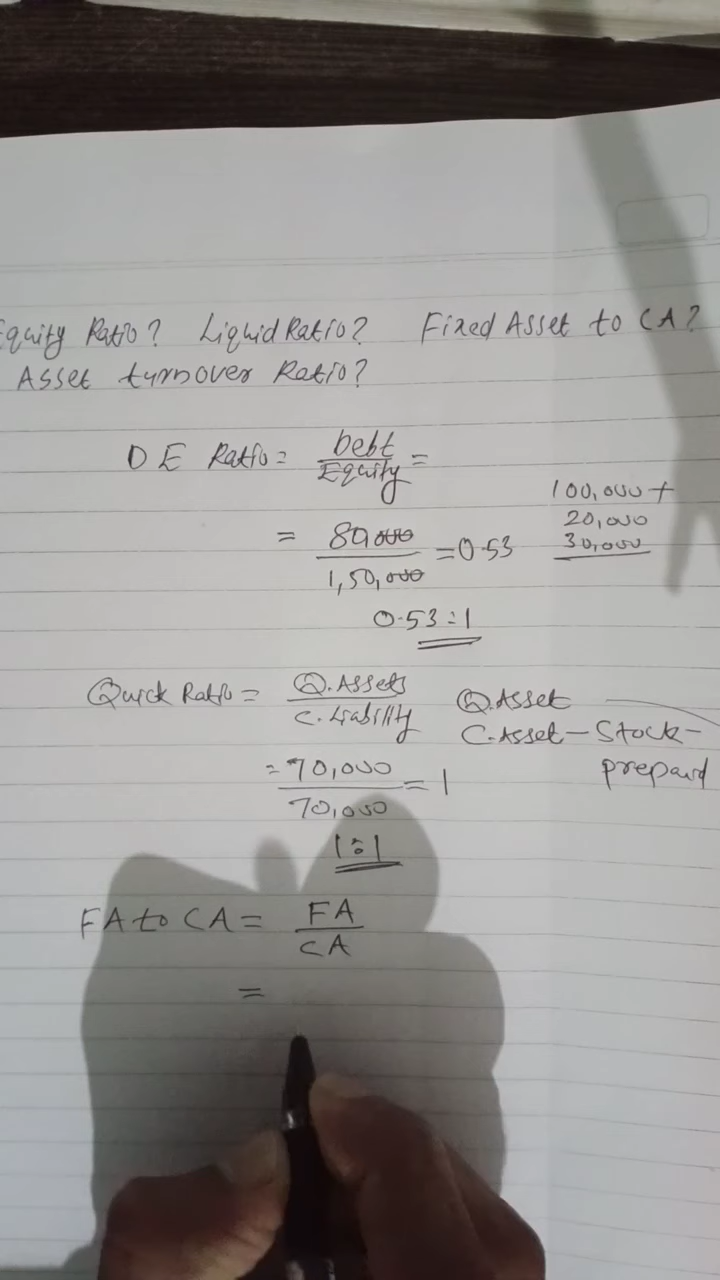 Equity Ratio? Liquid Ratio? Fixed Asset to CA?
Asset turnover Ratio?
DE Ratio = Debt / Equity =
100,000 +
20,000
30,000
= 80,000 / 1,50,000 = 0.53
0.53:1
Quick Ratio = Q.Assets / C.Liability
Q.Asset
C.Asset - Stock -
prepaid
= 70,000 / 70,000 = 1
1:1
FA to CA = FA / CA
=